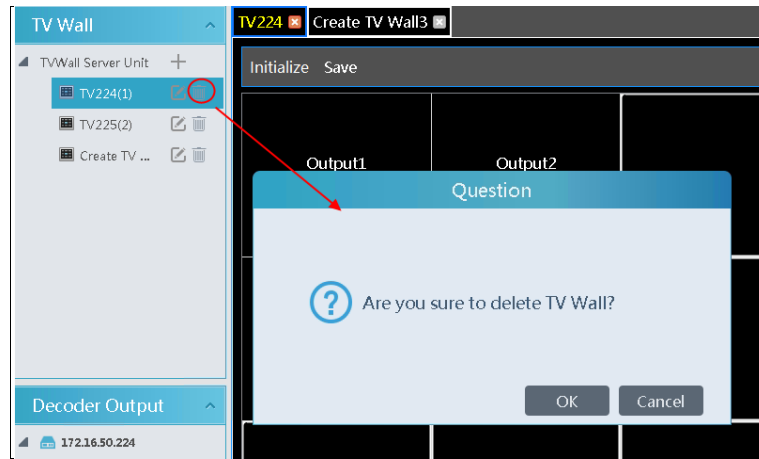 TV Wall
TVWall Server Unit
TV224(1)
TV225(2)
Create TV ...
Decoder Output
172.16.50.224
TV224 Create TV Wall3
Initialize Save
Output1 Output2
Question
Are you sure to delete TV Wall?
OK Cancel